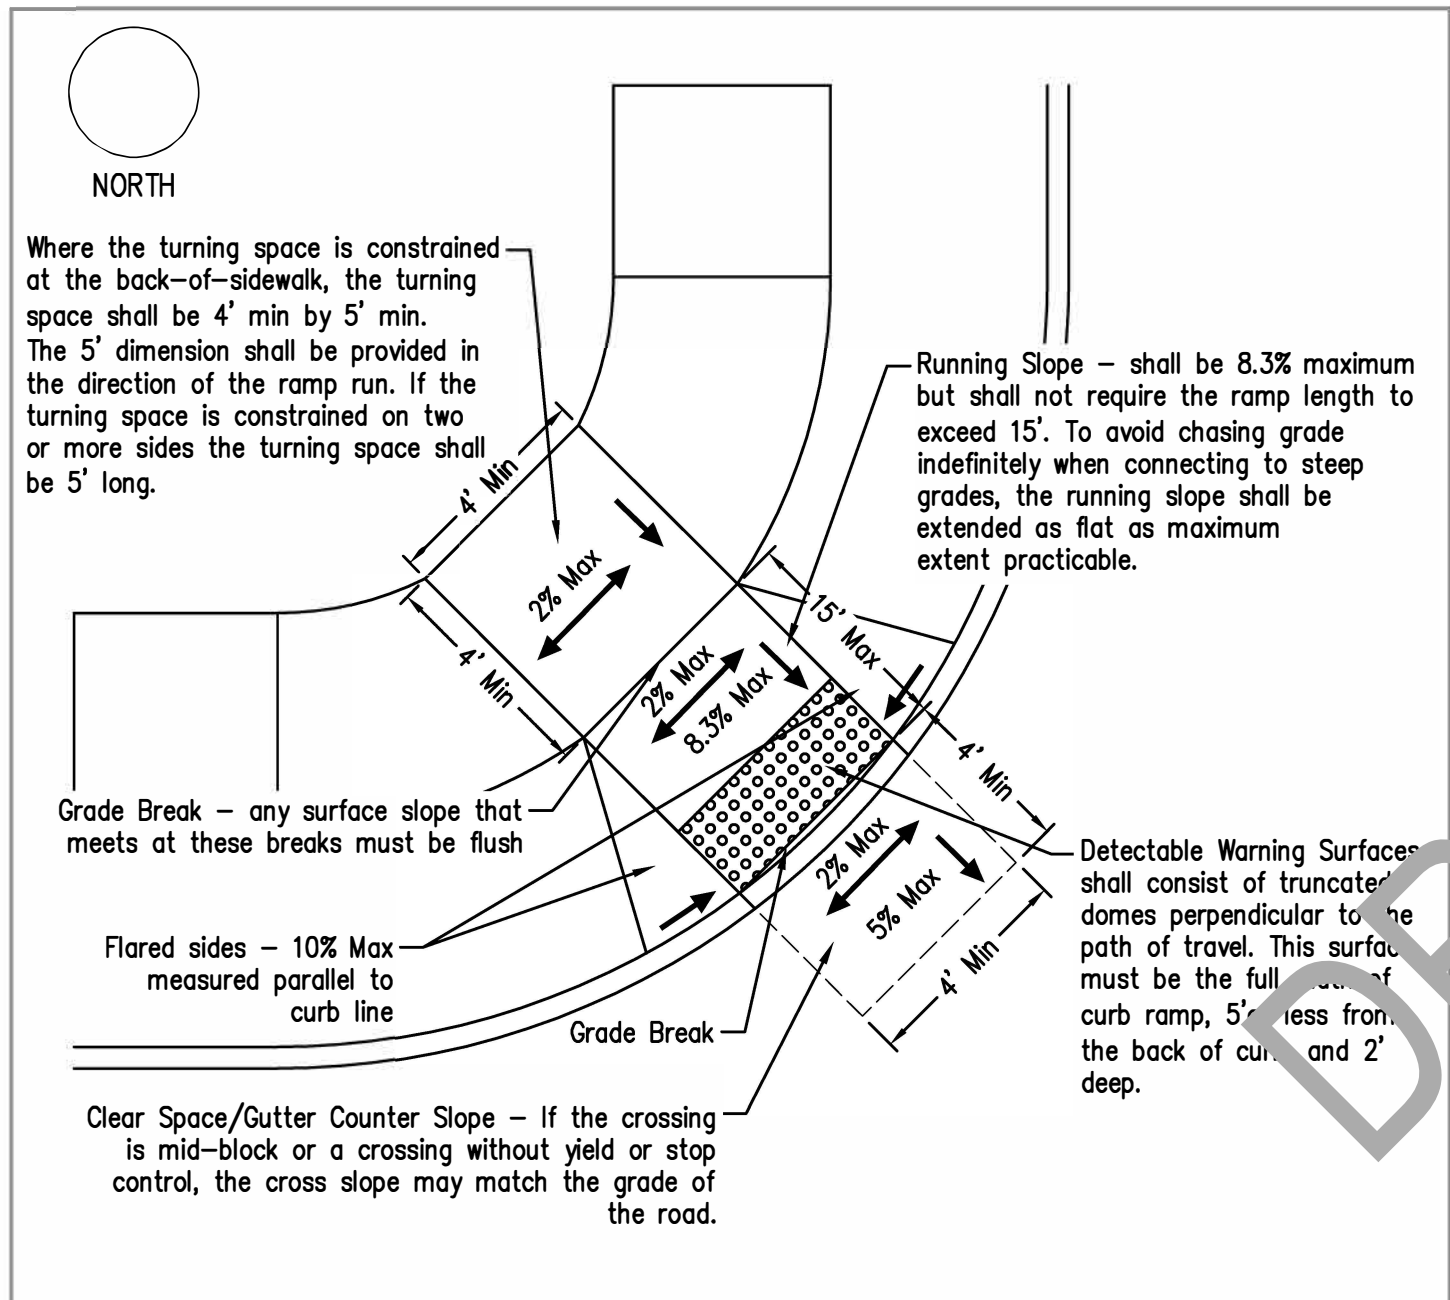 NORTH
Where the turning space is constrained
at the back-of-sidewalk, the turning
space shall be 4' min by 5' min.
The 5' dimension shall be provided in
the direction of the ramp run. If the
turning space is constrained on two
or more sides the turning space shall
be 5' long.
Running Slope - shall be 8.3% maximum
but shall not require the ramp length to
exceed 15'. To avoid chasing grade
indefinitely when connecting to steep
grades, the running slope shall be
extended as flat as maximum
extent practicable.
4' Min
2% Max
4' Min
15' Max
2% Max
8.3% Max
4' Min
2% Max
5% Max
4' Min
Grade Break - any surface slope that
meets at these breaks must be flush
Flared sides - 10% Max
measured parallel to
curb line
Grade Break
Detectable Warning Surfaces
shall consist of truncated
domes perpendicular to the
path of travel. This surface
must be the full of
curb ramp, 5' less from
the back of and 2'
deep.
Clear Space/Gutter Counter Slope - If the crossing
is mid-block or a crossing without yield or stop
control, the cross slope may match the grade of
the road.